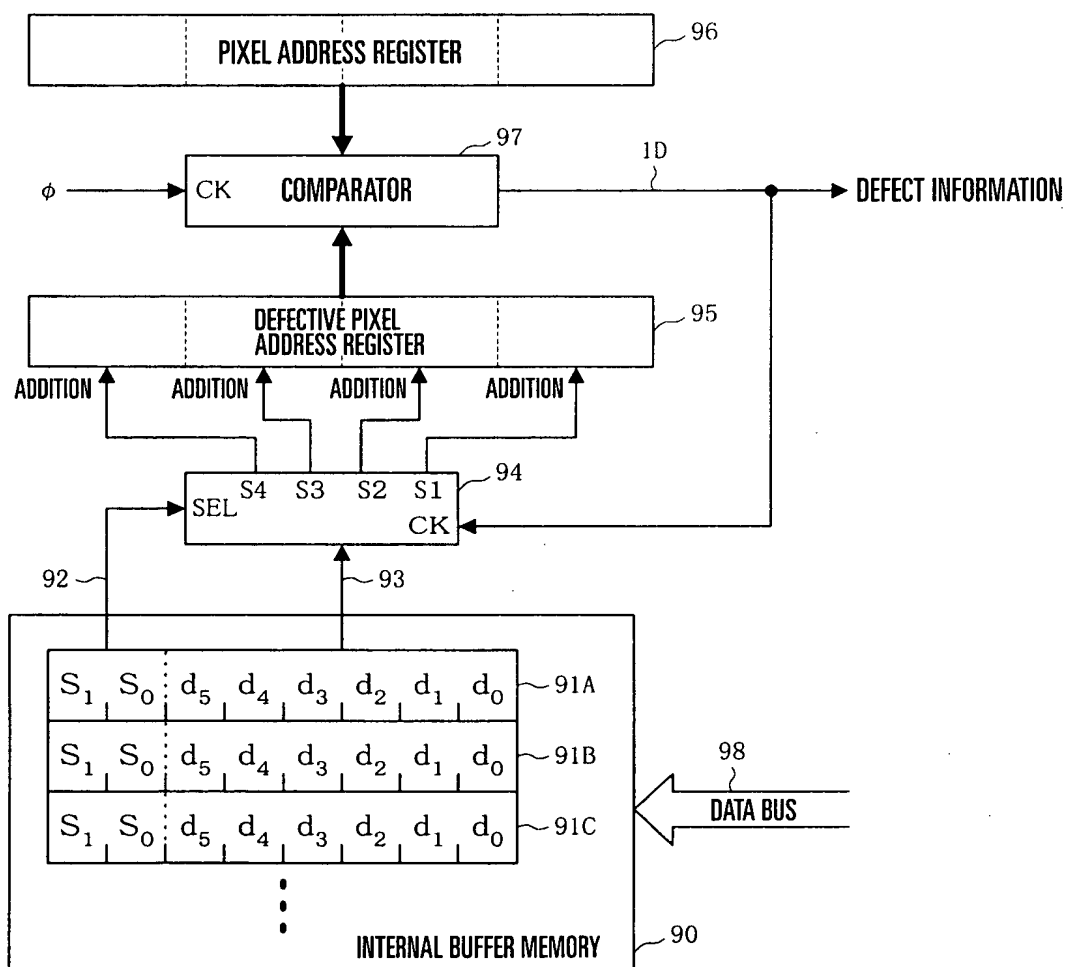 PIXEL ADDRESS REGISTER
96
97
1D
φ
CK
COMPARATOR
DEFECT INFORMATION
DEFECTIVE PIXEL
ADDRESS REGISTER
95
ADDITION
ADDITION
ADDITION
ADDITION
S4 S3 S2 S1
94
SEL
CK
92
93
S1 S0 d5 d4 d3 d2 d1 d0
91A
S1 S0 d5 d4 d3 d2 d1 d0
91B
98
DATA BUS
S1 S0 d5 d4 d3 d2 d1 d0
91C
INTERNAL BUFFER MEMORY
90